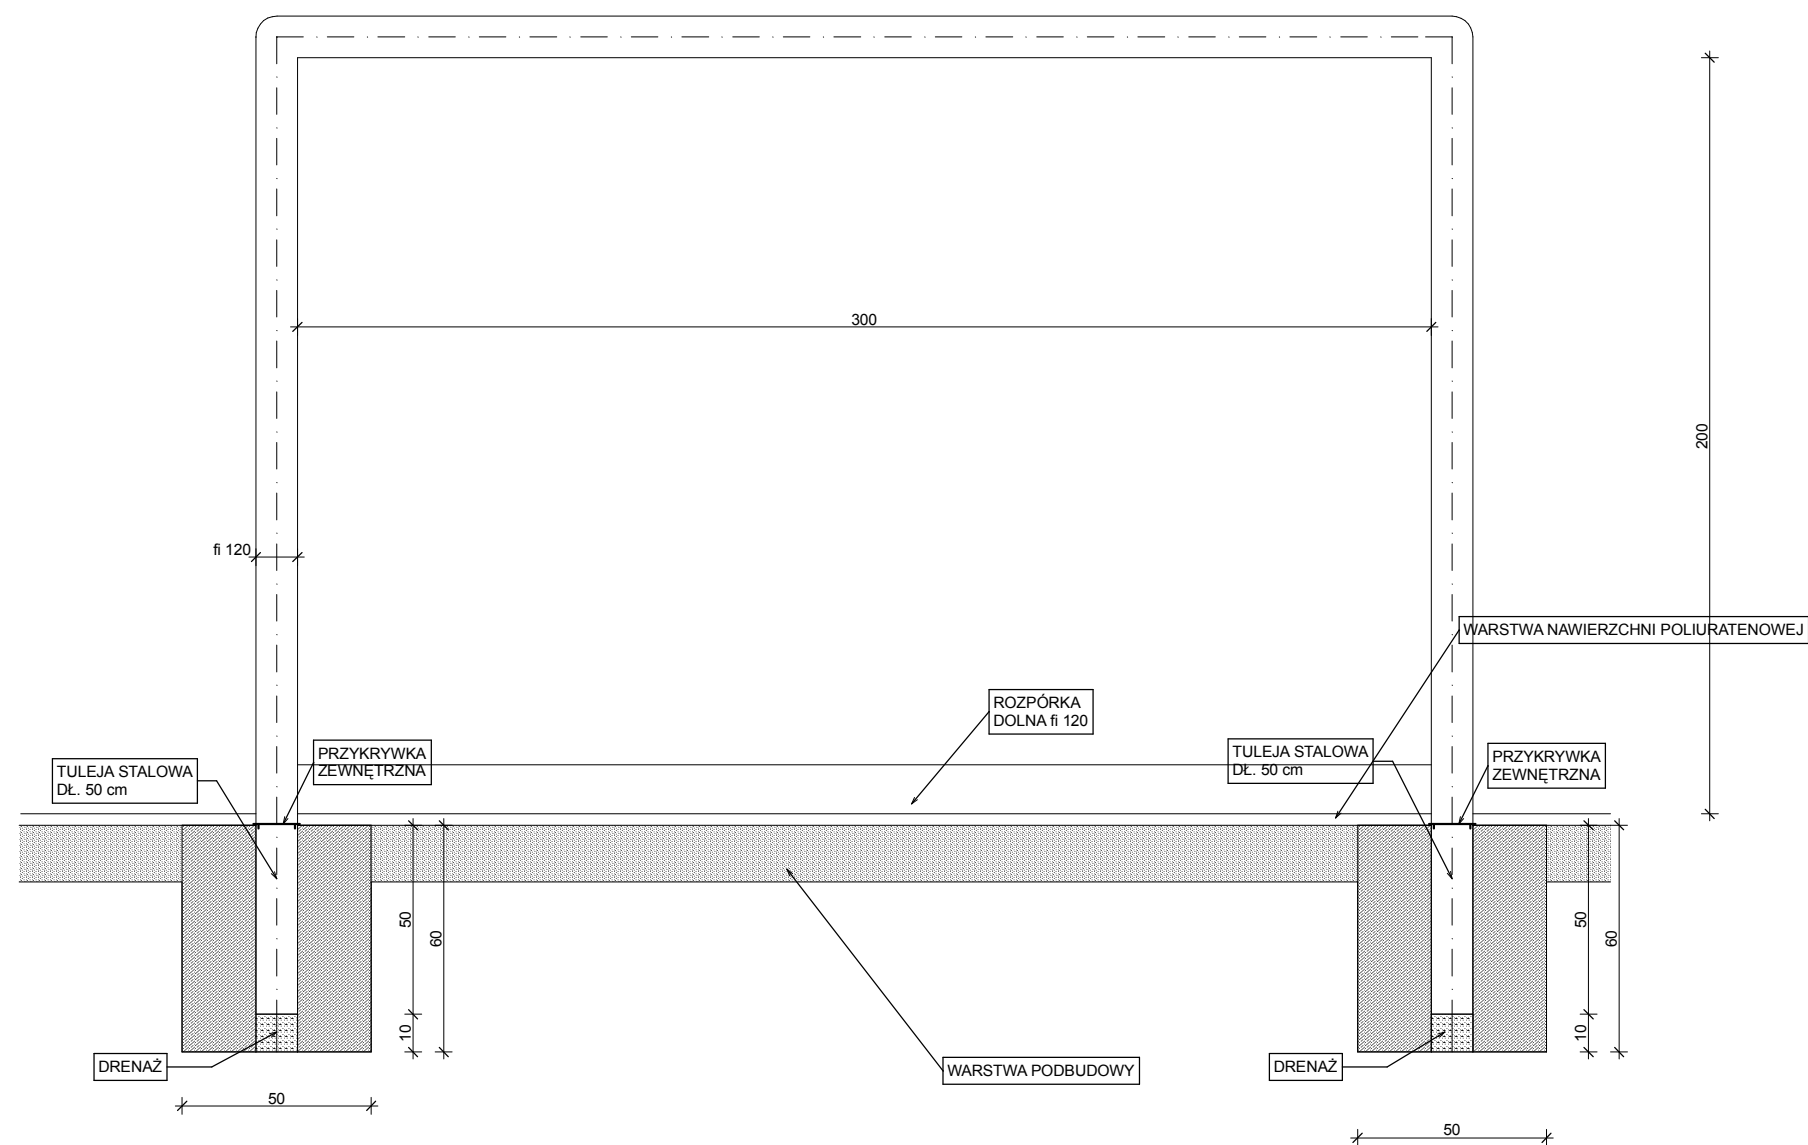 300
200
fi 120
WARSTWA NAWIERZCHNI POLIURATENOWEJ
ROZPÓRKA
DOLNA fi 120
TULEJA STALOWA
DŁ. 50 cm
PRZYKRYWKA
ZEWNĘTRZNA
TULEJA STALOWA
DŁ. 50 cm
PRZYKRYWKA
ZEWNĘTRZNA
50
60
10
50
60
10
DRENAŻ
WARSTWA PODBUDOWY
DRENAŻ
50
50